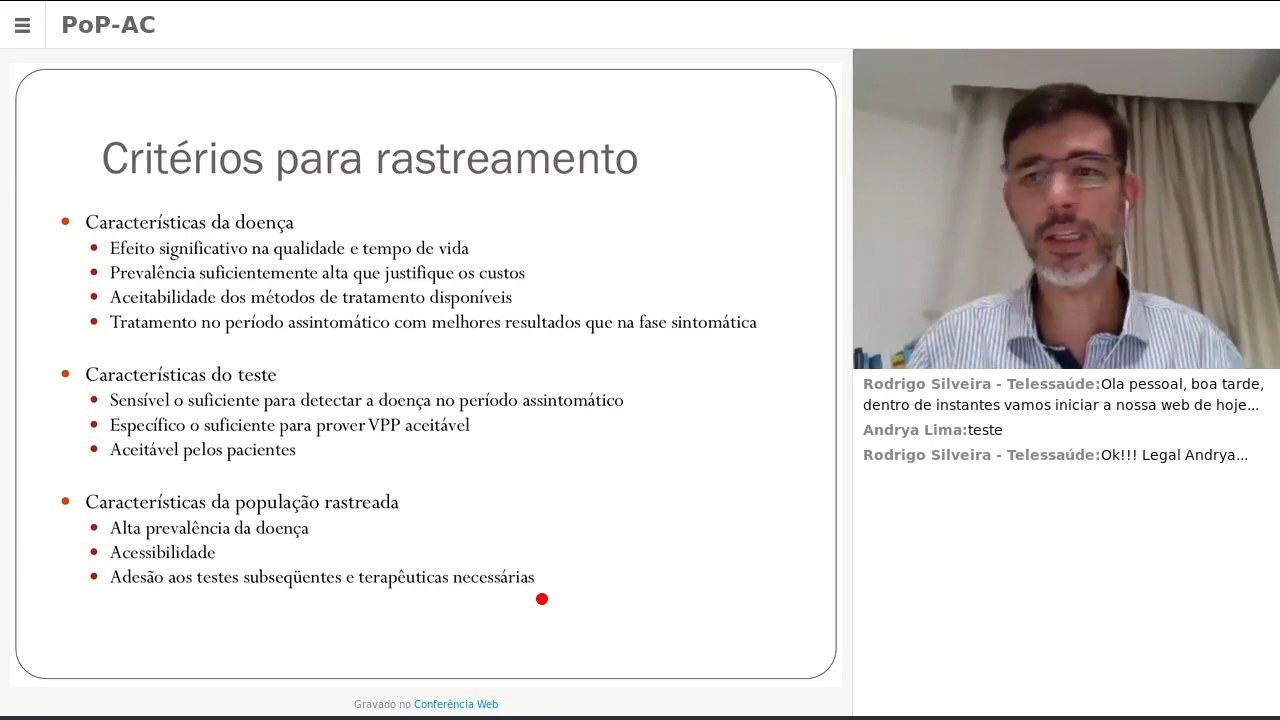 PoP-AC
Critérios para rastreamento
Características da doença
Efeito significativo na qualidade e tempo de vida
Prevalência suficientemente alta que justifique os custos
Aceitabilidade dos métodos de tratamento disponíveis
Tratamento no período assintomático com melhores resultados que na fase sintomática
Características do teste
Sensível o suficiente para detectar a doença no período assintomático
Específico o suficiente para prover VPP aceitável
Aceitável pelos pacientes
Características da população rastreada
Alta prevalência da doença
Acessibilidade
Adesão aos testes subseqüentes e terapêuticas necessárias
Gravado no Conferência Web
Rodrigo Silveira - Telessaúde:Ola pessoal, boa tarde,
dentro de instantes vamos iniciar a nossa web de hoje...
Andrya Lima:teste
Rodrigo Silveira - Telessaúde:Ok!!! Legal Andrya...